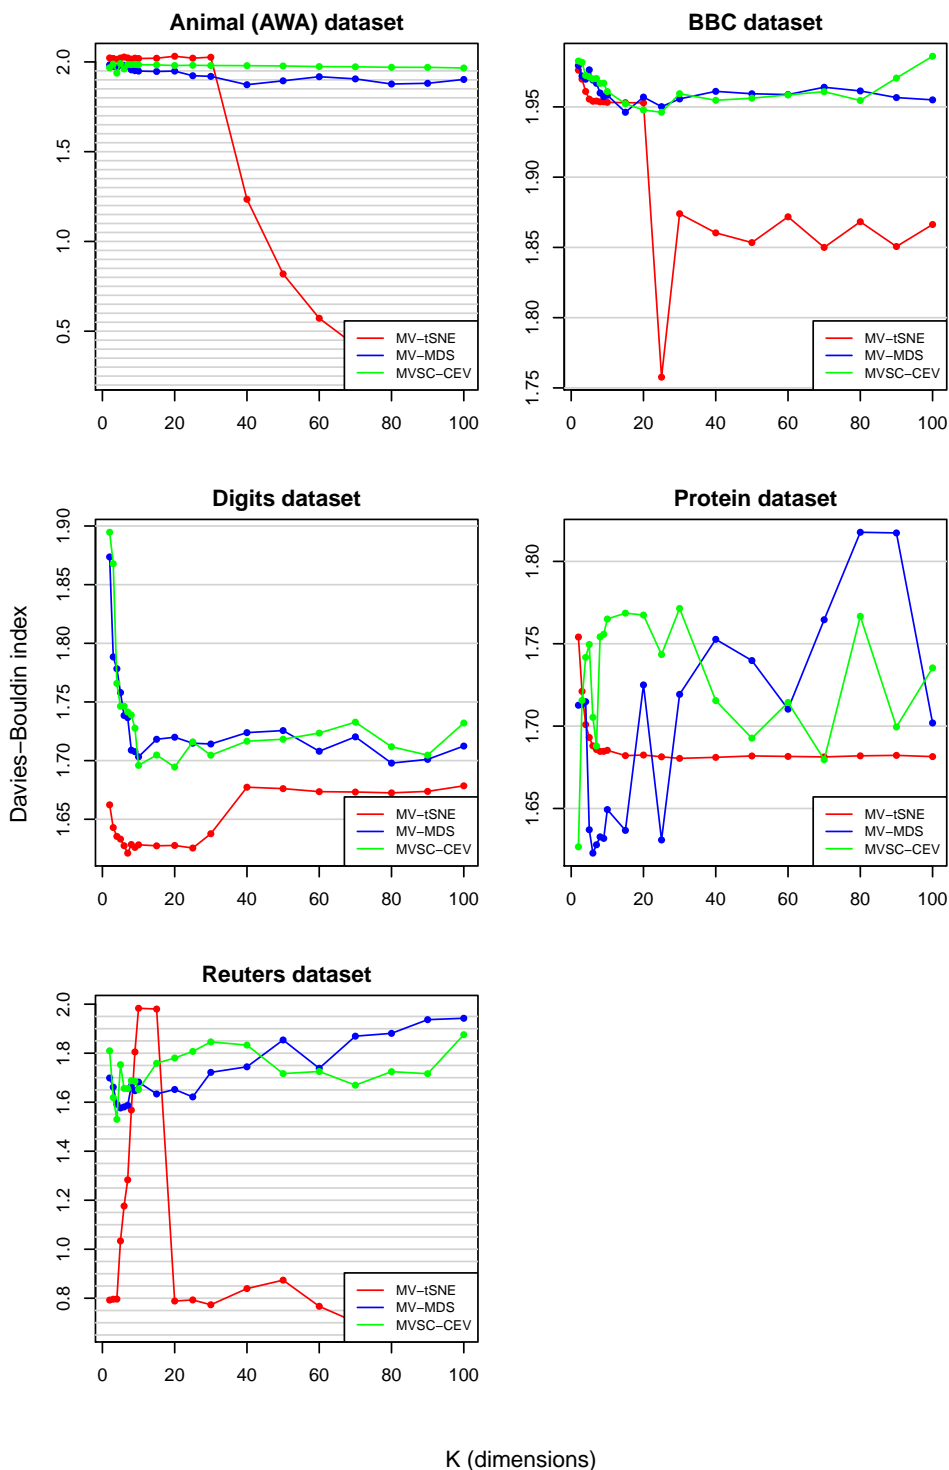 Animal (AWA) dataset
2.0
1.5
1.0
0.5
MV−tSNE
MV−MDS
MVSC−CEV
0 20 40 60 80 100
BBC dataset
1.95
1.90
1.85
1.80
1.75
MV−tSNE
MV−MDS
MVSC−CEV
0 20 40 60 80 100
Davies−Bouldin index
Digits dataset
1.90
1.85
1.80
1.75
1.70
1.65
MV−tSNE
MV−MDS
MVSC−CEV
0 20 40 60 80 100
Protein dataset
1.80
1.75
1.70
1.65
MV−tSNE
MV−MDS
MVSC−CEV
0 20 40 60 80 100
Reuters dataset
2.0
1.8
1.6
1.4
1.2
1.0
0.8
MV−tSNE
MV−MDS
MVSC−CEV
0 20 40 60 80 100
K (dimensions)